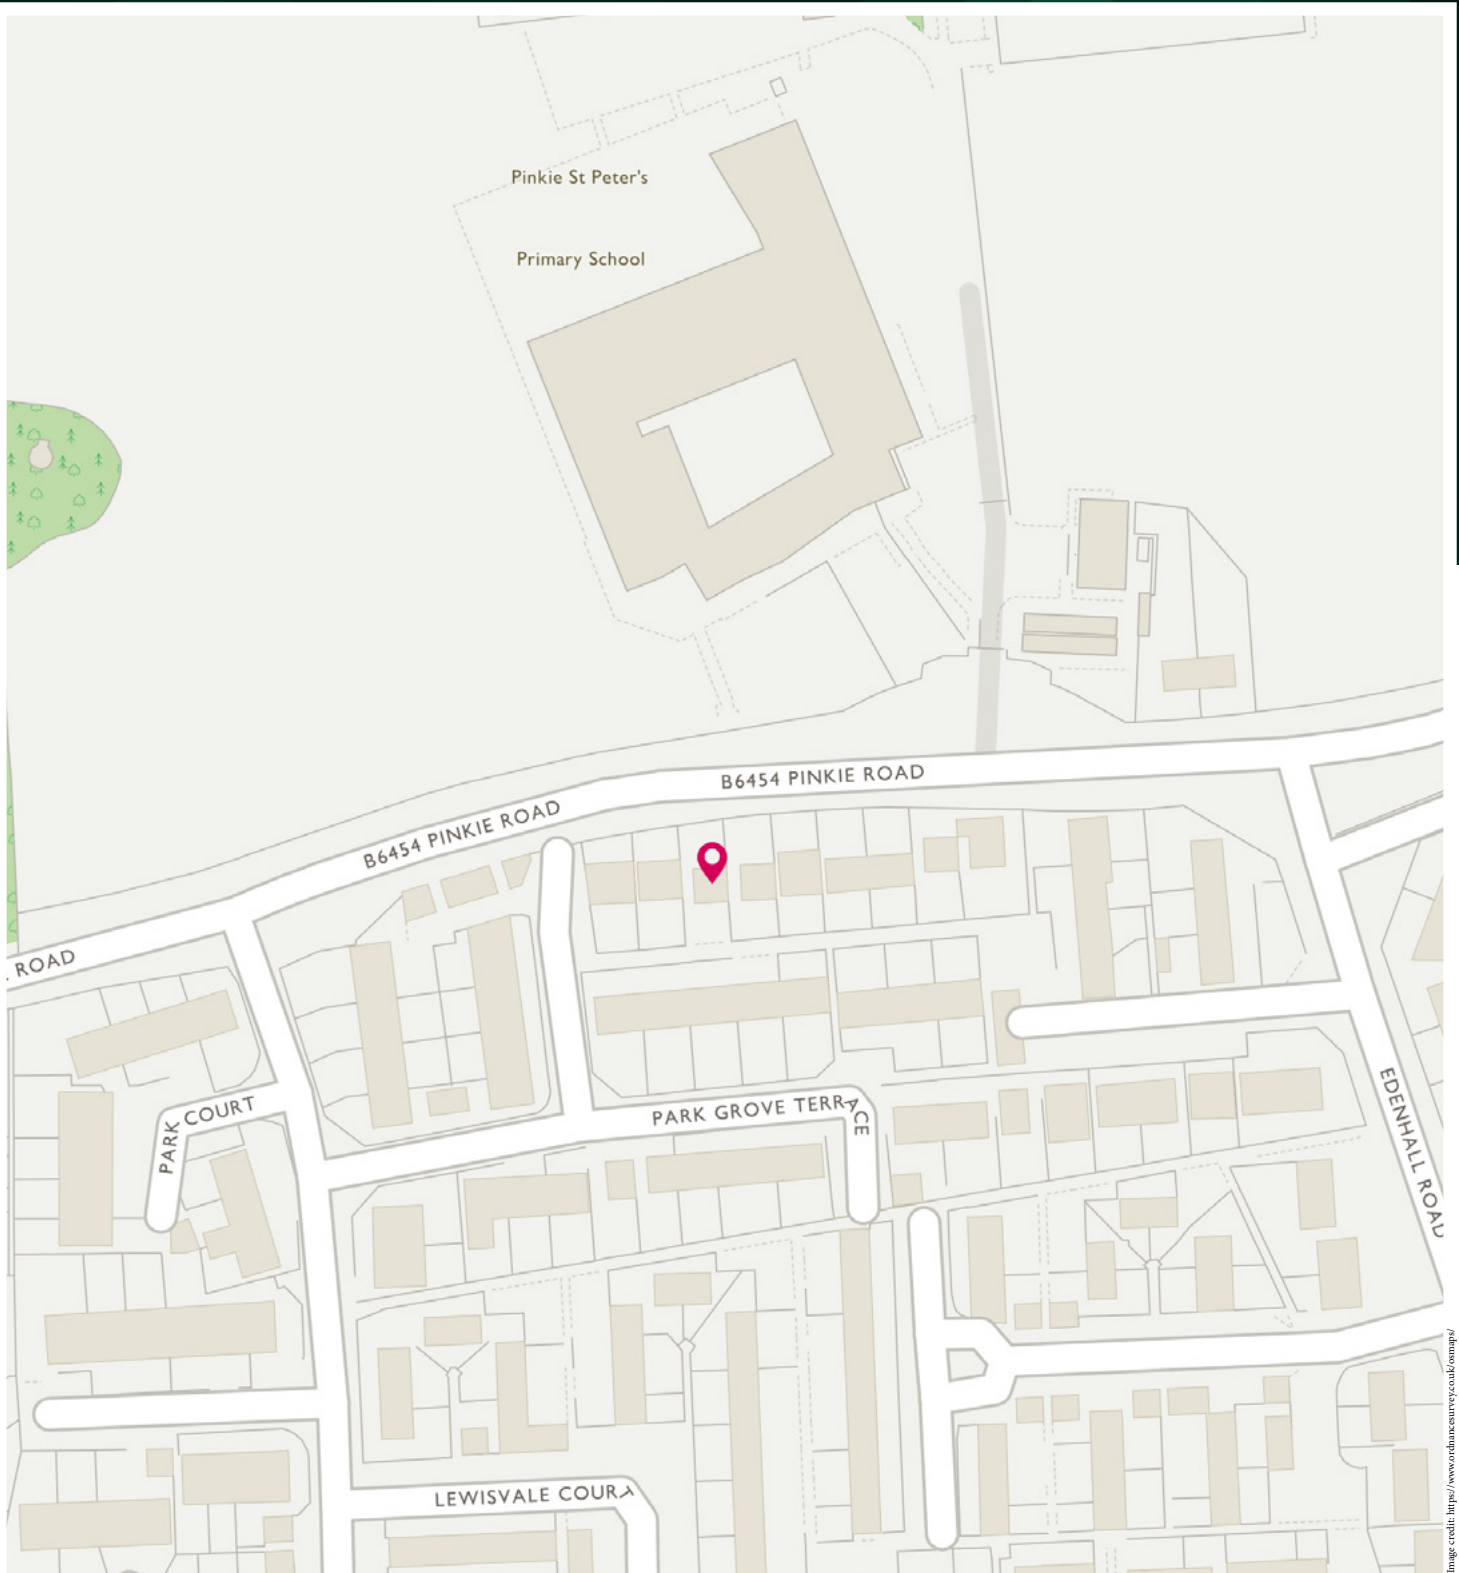 Pinkie St Peter's
Primary School
B6454 PINKIE ROAD
B6454 PINKIE ROAD
ROAD
PARK COURT
PARK GROVE TERRACE
EDENHALL ROAD
LEWISVALE COURT
Image credit: https://www.ordnancesurvey.co.uk/osmaps/